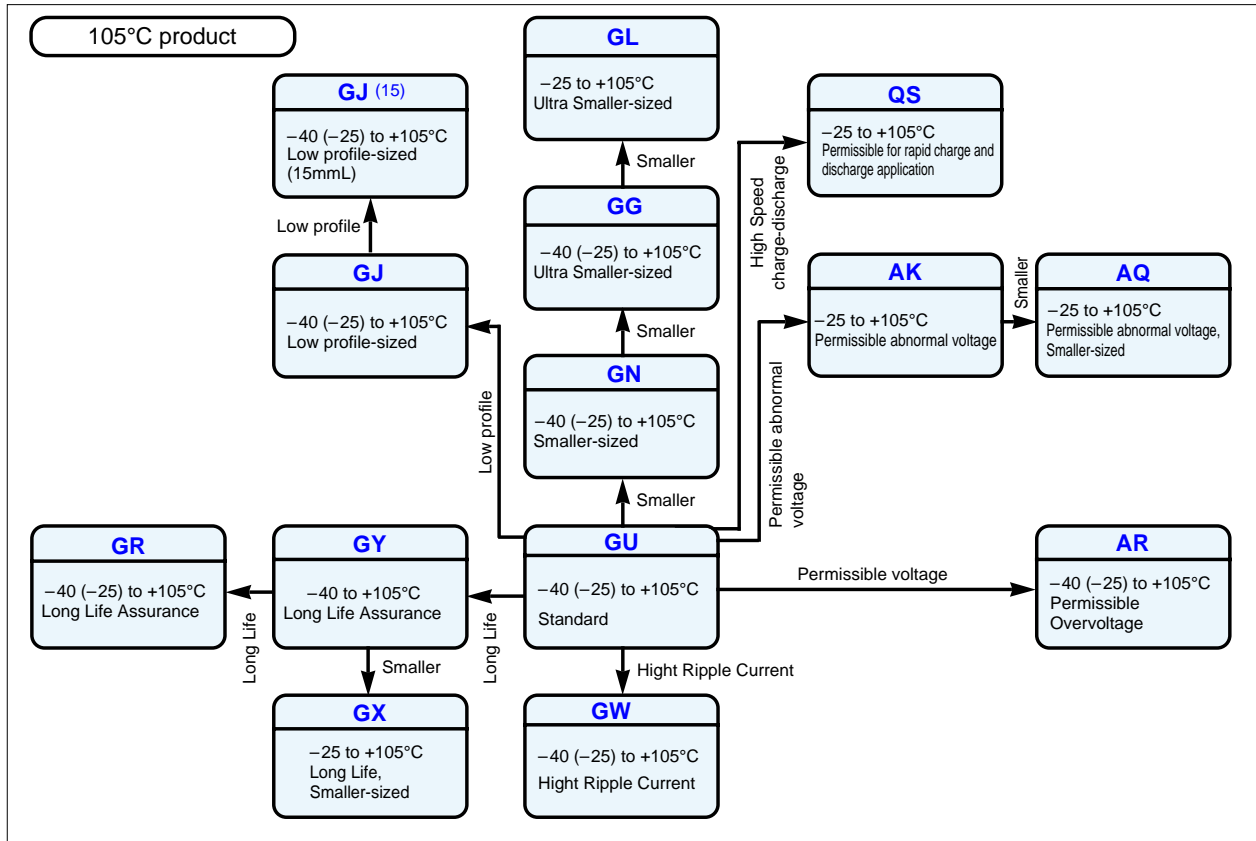 105°C product
GL
−25 to +105°C
Ultra Smaller-sized
GJ (15)
−40 (−25) to +105°C
Low profile-sized
(15mmL)
QS
−25 to +105°C
Permissible for rapid charge and
discharge application
Smaller
High Speed
charge-discharge
Low profile
GG
−40 (−25) to +105°C
Ultra Smaller-sized
GJ
−40 (−25) to +105°C
Low profile-sized
AK
−25 to +105°C
Permissible abnormal voltage
Smaller
AQ
−25 to +105°C
Permissible abnormal voltage,
Smaller-sized
Smaller
GN
−40 (−25) to +105°C
Smaller-sized
Low profile
Permissible abnormal
voltage
Smaller
GR
−40 (−25) to +105°C
Long Life Assurance
Long Life
GY
−40 to +105°C
Long Life Assurance
Long Life
GU
−40 (−25) to +105°C
Standard
Permissible voltage
AR
−40 (−25) to +105°C
Permissible
Overvoltage
Smaller
Hight Ripple Current
GX
−25 to +105°C
Long Life,
Smaller-sized
GW
−40 (−25) to +105°C
Hight Ripple Current